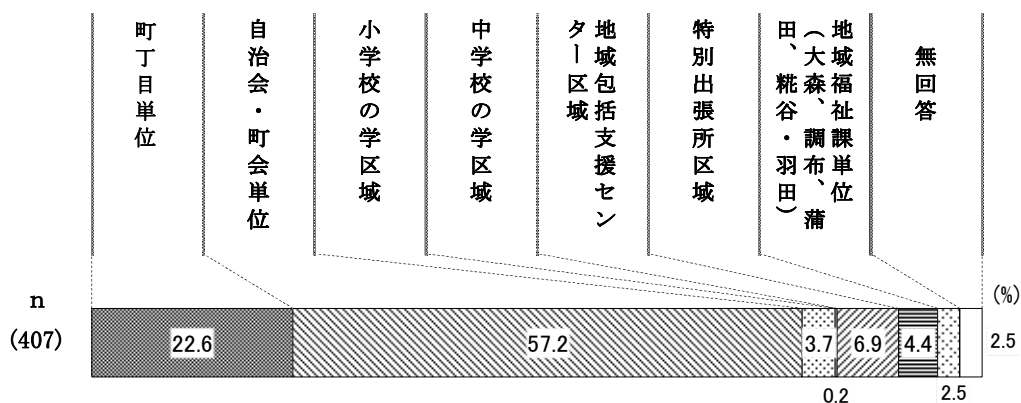 町丁目単位
自治会・町会単位
小学校の学区域
中学校の学区域
地域包括支援セン
ター区域
特別出張所区域
地域福祉課単位
（大森、調布、蒲
田、糀谷・羽田）
無回答
n
(407)
(%)
22.6
57.2
3.7
0.2
6.9
4.4
2.5
2.5